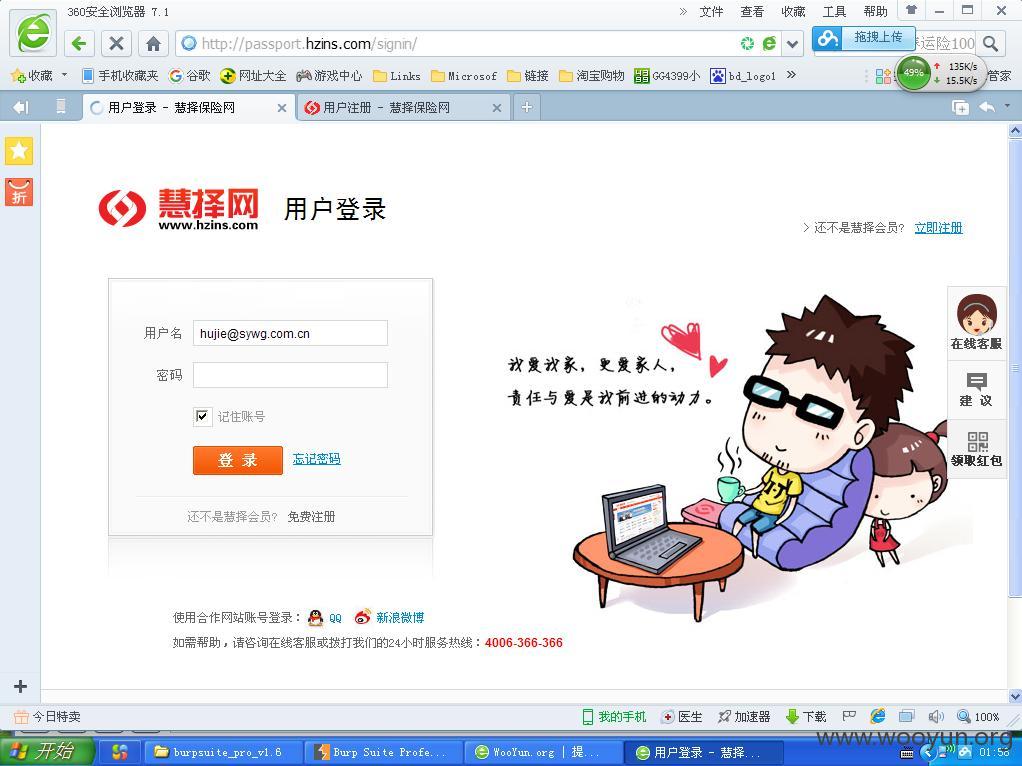 360安全浏览器 7.1
» 文件 查看 收藏 工具 帮助
http://passport.hzins.com/signin/
拖拽上传
运险100
收藏 手机收藏夹 谷歌 网址大全 游戏中心 Links Microsof 链接 淘宝购物 GG4399小 bd_logo1 »
49%
135K/s
15.5K/s
管家
用户登录 - 慧择保险网
用户注册 - 慧择保险网
折
慧择网
www.hzins.com
用户登录
还不是慧择会员? 立即注册
用户名 hujie@sywg.com.cn
密码
记住账号
登 录 忘记密码
还不是慧择会员? 免费注册
我爱我家，更爱家人，
责任与爱是我前进的动力。
在线客服
建 议
领取红包
使用合作网站账号登录： QQ 新浪微博
如需帮助，请咨询在线客服或拨打我们的24小时服务热线：4006-366-366
今日特卖
我的手机 医生 加速器 下载 100%
www.wooyun.org
开始
burpsuite_pro_v1.6
Burp Suite Profe...
WooYun.org | 提...
用户登录 - 慧择...
01:56